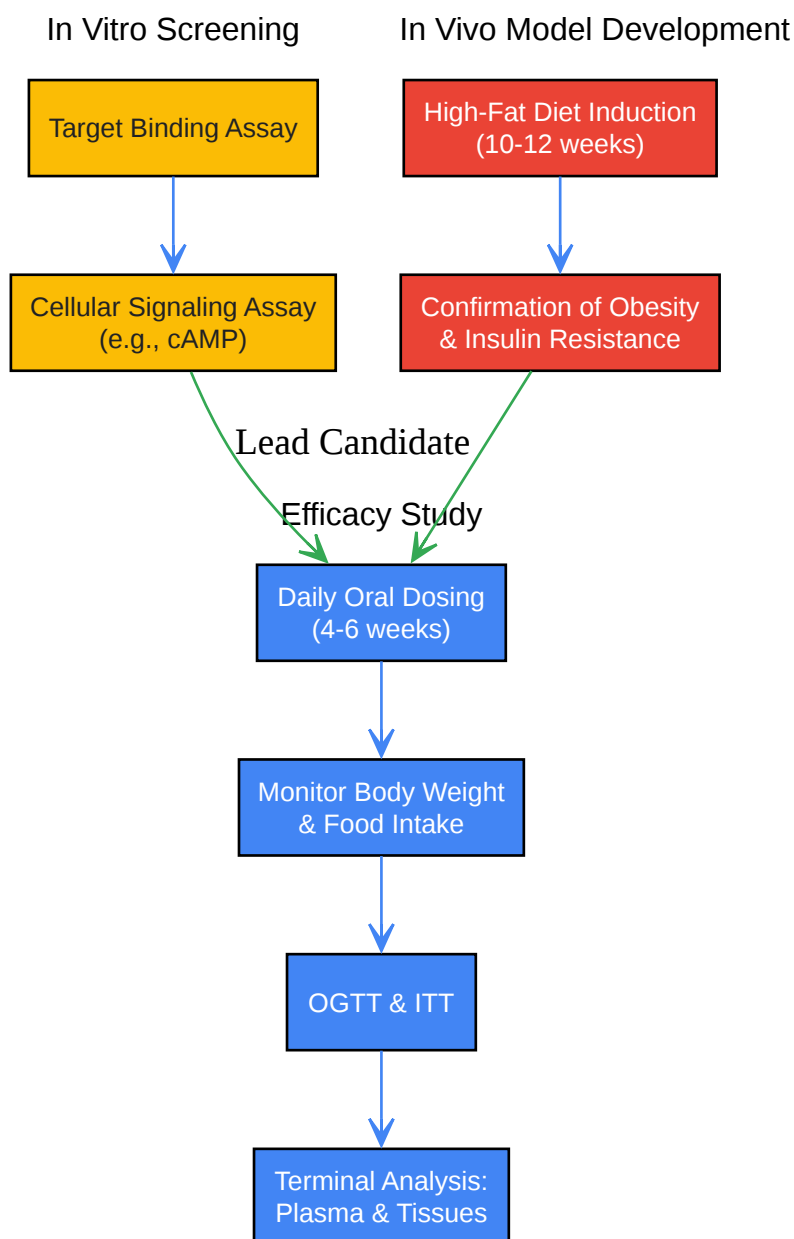 In Vitro Screening
In Vivo Model Development
Target Binding Assay
High-Fat Diet Induction
(10-12 weeks)
Cellular Signaling Assay
(e.g., cAMP)
Confirmation of Obesity
& Insulin Resistance
Lead Candidate
Efficacy Study
Daily Oral Dosing
(4-6 weeks)
Monitor Body Weight
& Food Intake
OGTT & ITT
Terminal Analysis:
Plasma & Tissues